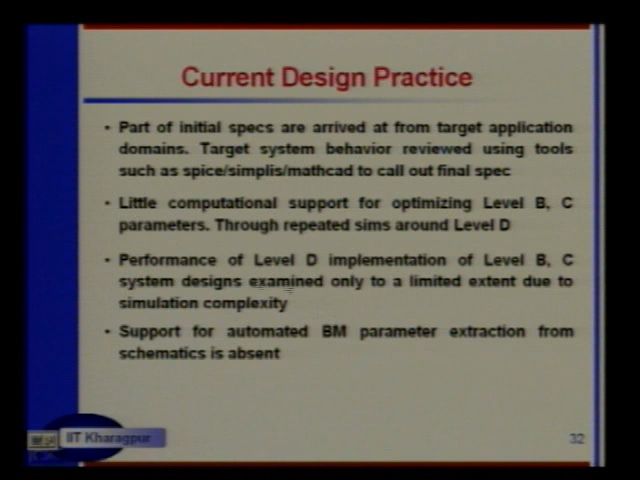 Current Design Practice
• Part of initial specs are arrived at from target application
domains. Target system behavior reviewed using tools
such as spice/simplis/mathcad to call out final spec
• Little computational support for optimizing Level B, C
parameters. Through repeated sims around Level D
• Performance of Level D implementation of Level B, C
system designs examined only to a limited extent due to
simulation complexity
• Support for automated BM parameter extraction from
schematics is absent
IIT Kharagpur
32